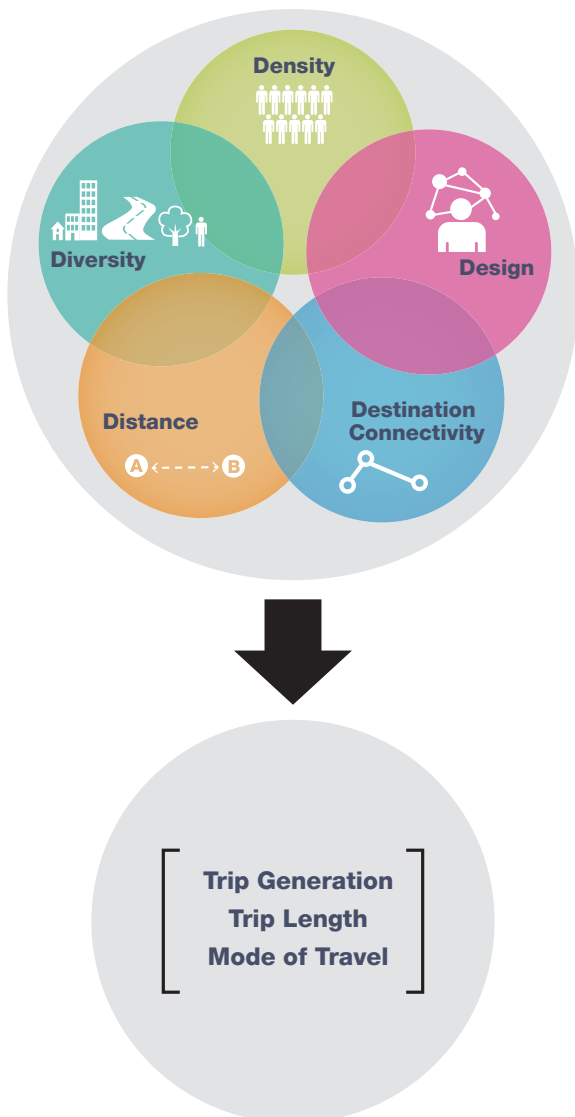 Density
Diversity
Design
Distance
A
B
Destination
Connectivity
Trip Generation
Trip Length
Mode of Travel